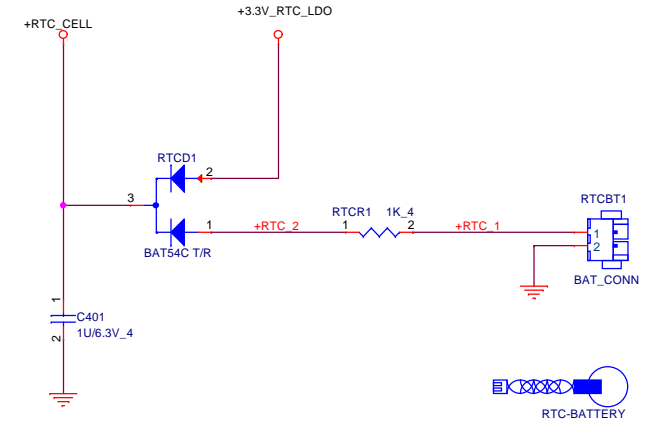 +3.3V_RTC_LDO
+RTC_CELL
RTCD1
2
3
RTCBT1
RTCR1 1K_4
1 +RTC_2 1 2 +RTC_1
1
2
BAT54C T/R
BAT_CONN
1
C401
1U/6.3V_4
2
RTC-BATTERY